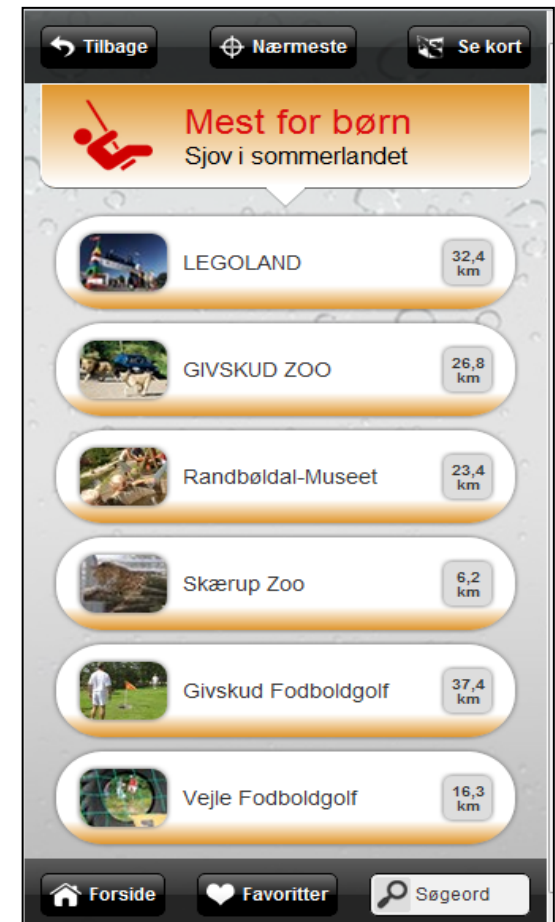 Tilbage
Nærmeste
Se kort
Mest for børn
Sjov i sommerlandet
LEGOLAND
32,4
km
GIVSKUD ZOO
26,8
km
Randbøldal-Museet
23,4
km
Skærup Zoo
6,2
km
Givskud Fodboldgolf
37,4
km
Vejle Fodboldgolf
16,3
km
Forside
Favoritter
Søgeord